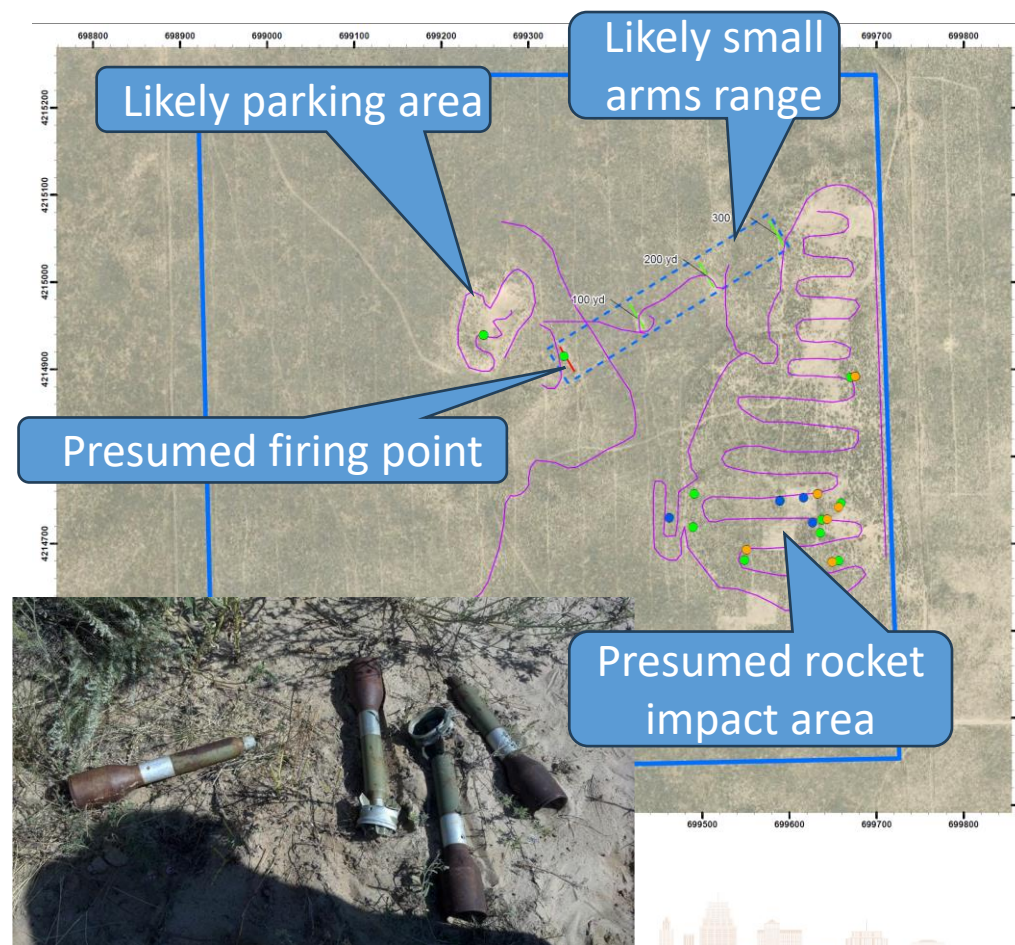 698800 698900 699000 699100 699200 699300 699700 699800
Likely small
arms range
Likely parking area
4215200
4215100
300
200 yd
4215000
100 yd
4214900
Presumed firing point
4214700
Presumed rocket
impact area
699500 699600 699700 699800